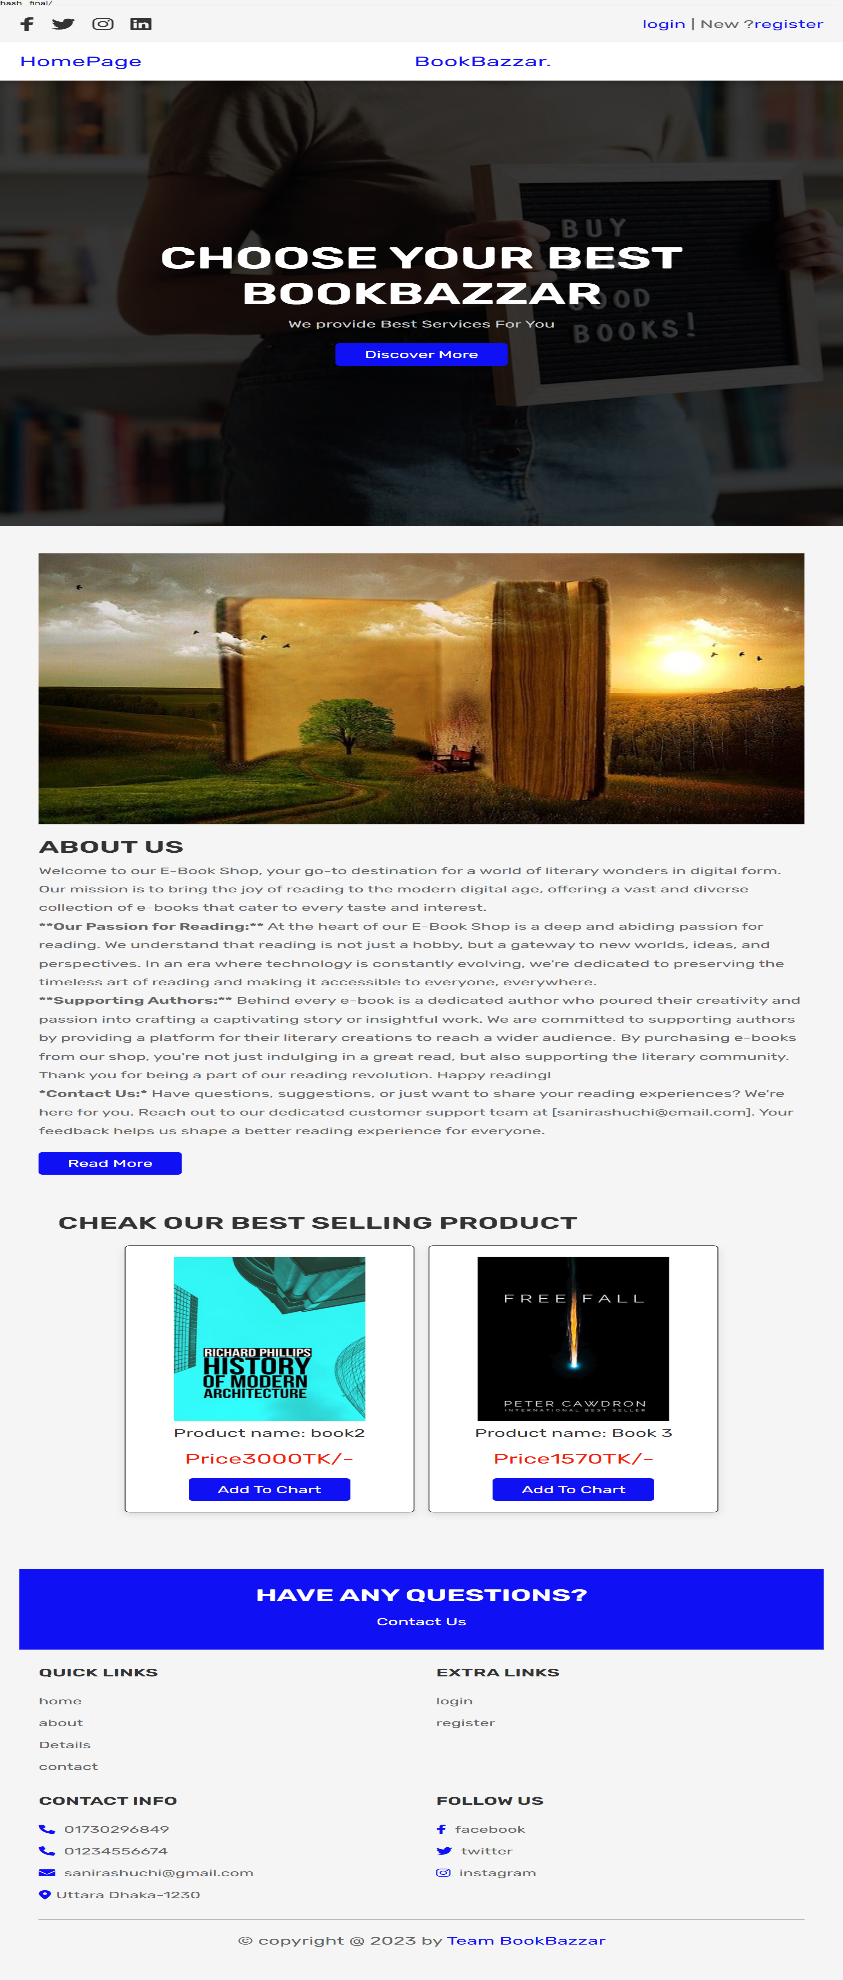 bash_final/
login | New ?register
HomePage
BookBazzar.
BUY
GOOD
BOOKS!
CHOOSE YOUR BEST
BOOKBAZZAR
We provide Best Services For You
Discover More
ABOUT US
Welcome to our E-Book Shop, your go-to destination for a world of literary wonders in digital form.
Our mission is to bring the joy of reading to the modern digital age, offering a vast and diverse
collection of e-books that cater to every taste and interest.
**Our Passion for Reading:** At the heart of our E-Book Shop is a deep and abiding passion for
reading. We understand that reading is not just a hobby, but a gateway to new worlds, ideas, and
perspectives. In an era where technology is constantly evolving, we're dedicated to preserving the
timeless art of reading and making it accessible to everyone, everywhere.
**Supporting Authors:** Behind every e-book is a dedicated author who poured their creativity and
passion into crafting a captivating story or insightful work. We are committed to supporting authors
by providing a platform for their literary creations to reach a wider audience. By purchasing e-books
from our shop, you're not just indulging in a great read, but also supporting the literary community.
Thank you for being a part of our reading revolution. Happy reading!
*Contact Us:* Have questions, suggestions, or just want to share your reading experiences? We're
here for you. Reach out to our dedicated customer support team at [sanirashuchi@email.com]. Your
feedback helps us shape a better reading experience for everyone.
Read More
CHEAK OUR BEST SELLING PRODUCT
RICHARD PHILLIPS
HISTORY
OF MODERN
ARCHITECTURE
Product name: book2
Price3000TK/-
Add To Chart
FREE FALL
PETER CAWDRON
INTERNATIONAL BEST SELLER
Product name: Book 3
Price1570TK/-
Add To Chart
HAVE ANY QUESTIONS?
Contact Us
QUICK LINKS
home
about
Details
contact
EXTRA LINKS
login
register
CONTACT INFO
01730296849
01234556674
sanirashuchi@gmail.com
Uttara Dhaka-1230
FOLLOW US
facebook
twitter
instagram
© copyright @ 2023 by Team BookBazzar